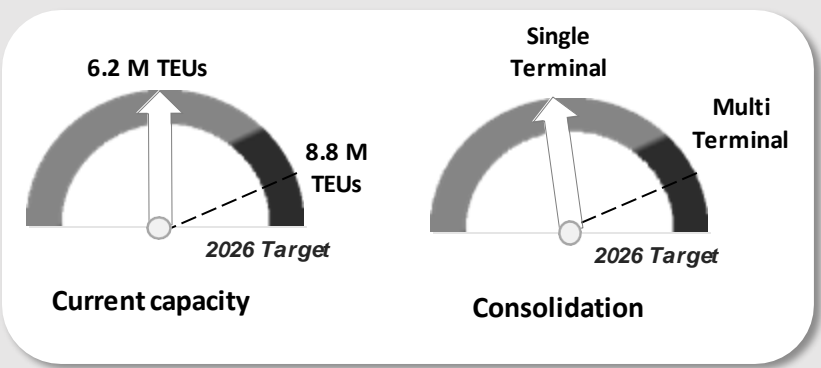 6.2 M TEUs
8.8 M
TEUs
2026 Target
Current capacity
Single
Terminal
Multi
Terminal
2026 Target
Consolidation